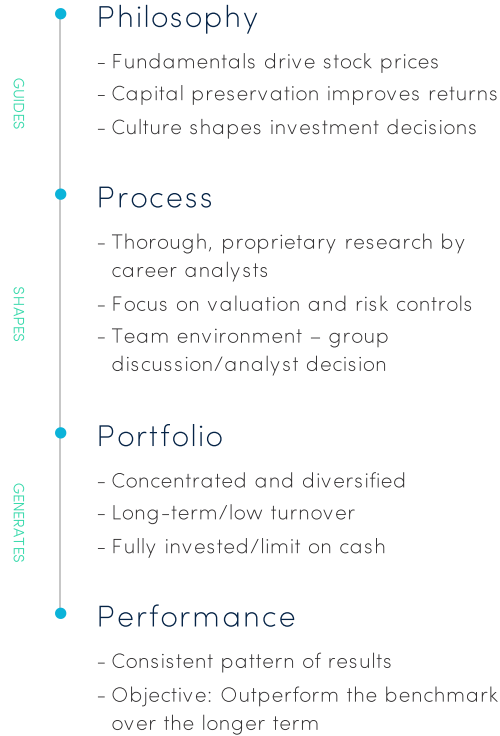 Philosophy
- Fundamentals drive stock prices
- Capital preservation improves returns
- Culture shapes investment decisions
GUIDES
Process
- Thorough, proprietary research by
career analysts
- Focus on valuation and risk controls
- Team environment – group
discussion/analyst decision
SHAPES
Portfolio
- Concentrated and diversified
- Long-term/low turnover
- Fully invested/limit on cash
GENERATES
Performance
- Consistent pattern of results
- Objective: Outperform the benchmark
over the longer term